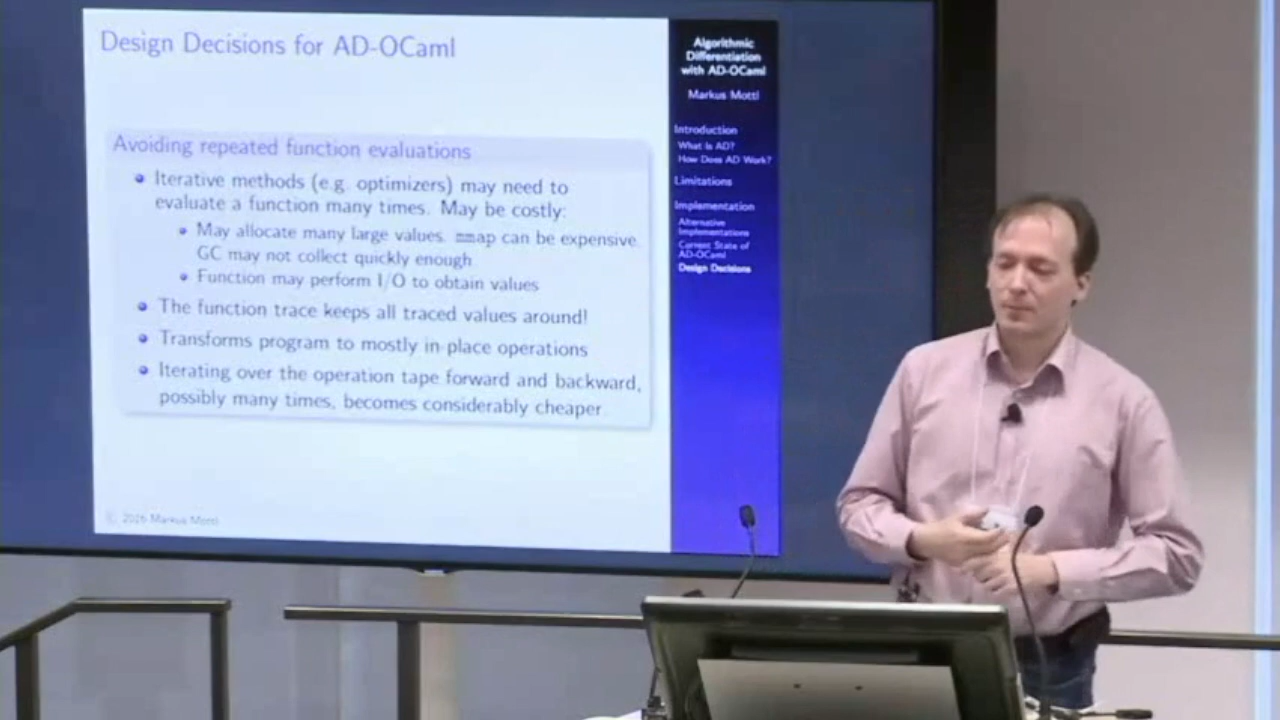 Design Decisions for AD-OCaml
Avoiding repeated function evaluations
Iterative methods (e.g. optimizers) may need to
evaluate a function many times. May be costly:
May allocate many large values. mmap can be expensive.
GC may not collect quickly enough
Function may perform I/O to obtain values
The function trace keeps all traced values around!
Transforms program to mostly in-place operations
Iterating over the operation tape forward and backward,
possibly many times, becomes considerably cheaper
© 2016 Markus Mottl
Algorithmic
Differentiation
with AD-OCaml
Markus Mottl
Introduction
What Is AD?
How Does AD Work?
Limitations
Implementation
Alternative
Implementations
Current State of
AD-OCaml
Design Decisions